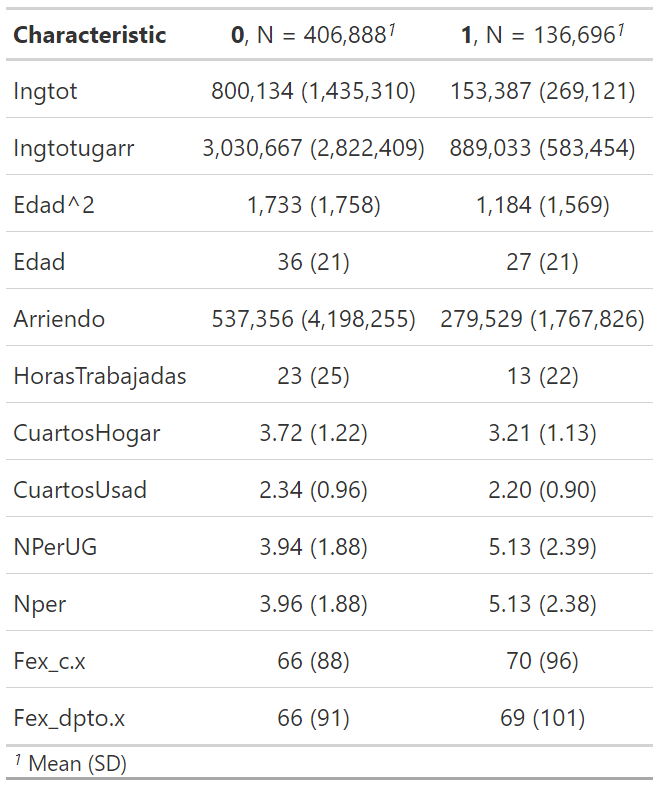 Characteristic 0, N = 406,888¹ 1, N = 136,696¹
Ingtot 800,134 (1,435,310) 153,387 (269,121)
Ingtotugarr 3,030,667 (2,822,409) 889,033 (583,454)
Edad^2 1,733 (1,758) 1,184 (1,569)
Edad 36 (21) 27 (21)
Arriendo 537,356 (4,198,255) 279,529 (1,767,826)
HorasTrabajadas 23 (25) 13 (22)
CuartosHogar 3.72 (1.22) 3.21 (1.13)
CuartosUsad 2.34 (0.96) 2.20 (0.90)
NPerUG 3.94 (1.88) 5.13 (2.39)
Nper 3.96 (1.88) 5.13 (2.38)
Fex_c.x 66 (88) 70 (96)
Fex_dpto.x 66 (91) 69 (101)
¹ Mean (SD)